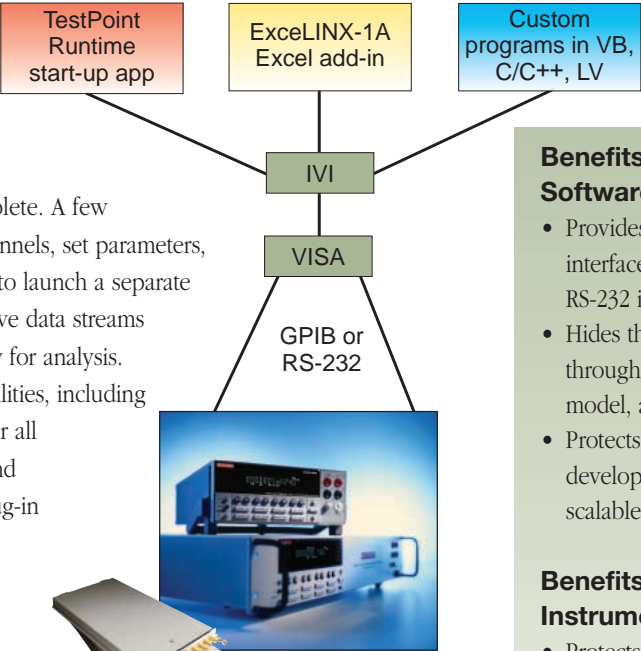 TestPoint
Runtime
start-up app
ExceLINX-1A
Excel add-in
Custom
programs in VB,
C/C++, LV
IVI
VISA
GPIB or
RS-232
plete. A few
nnels, set parameters,
to launch a separate
ve data streams
for analysis.
lities, including
r all
nd
g-in
Benefits
Software
• Provides
interface
RS-232 i
• Hides th
through
model, a
• Protects
develop
scalable
Benefits
Instrume
• Protects